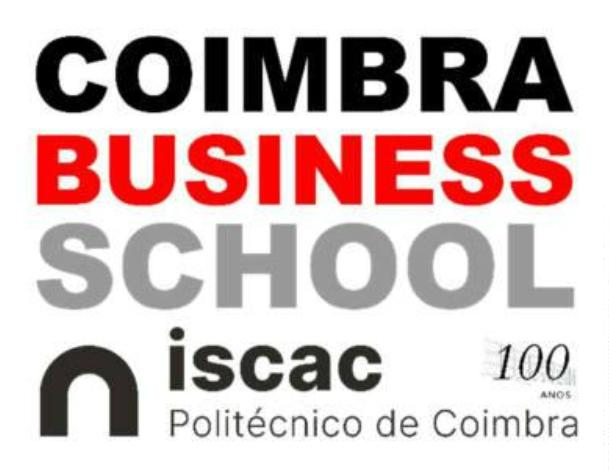 COIMBRA
BUSINESS
SCHOOL
iscac
100
ANOS
Politécnico de Coimbra